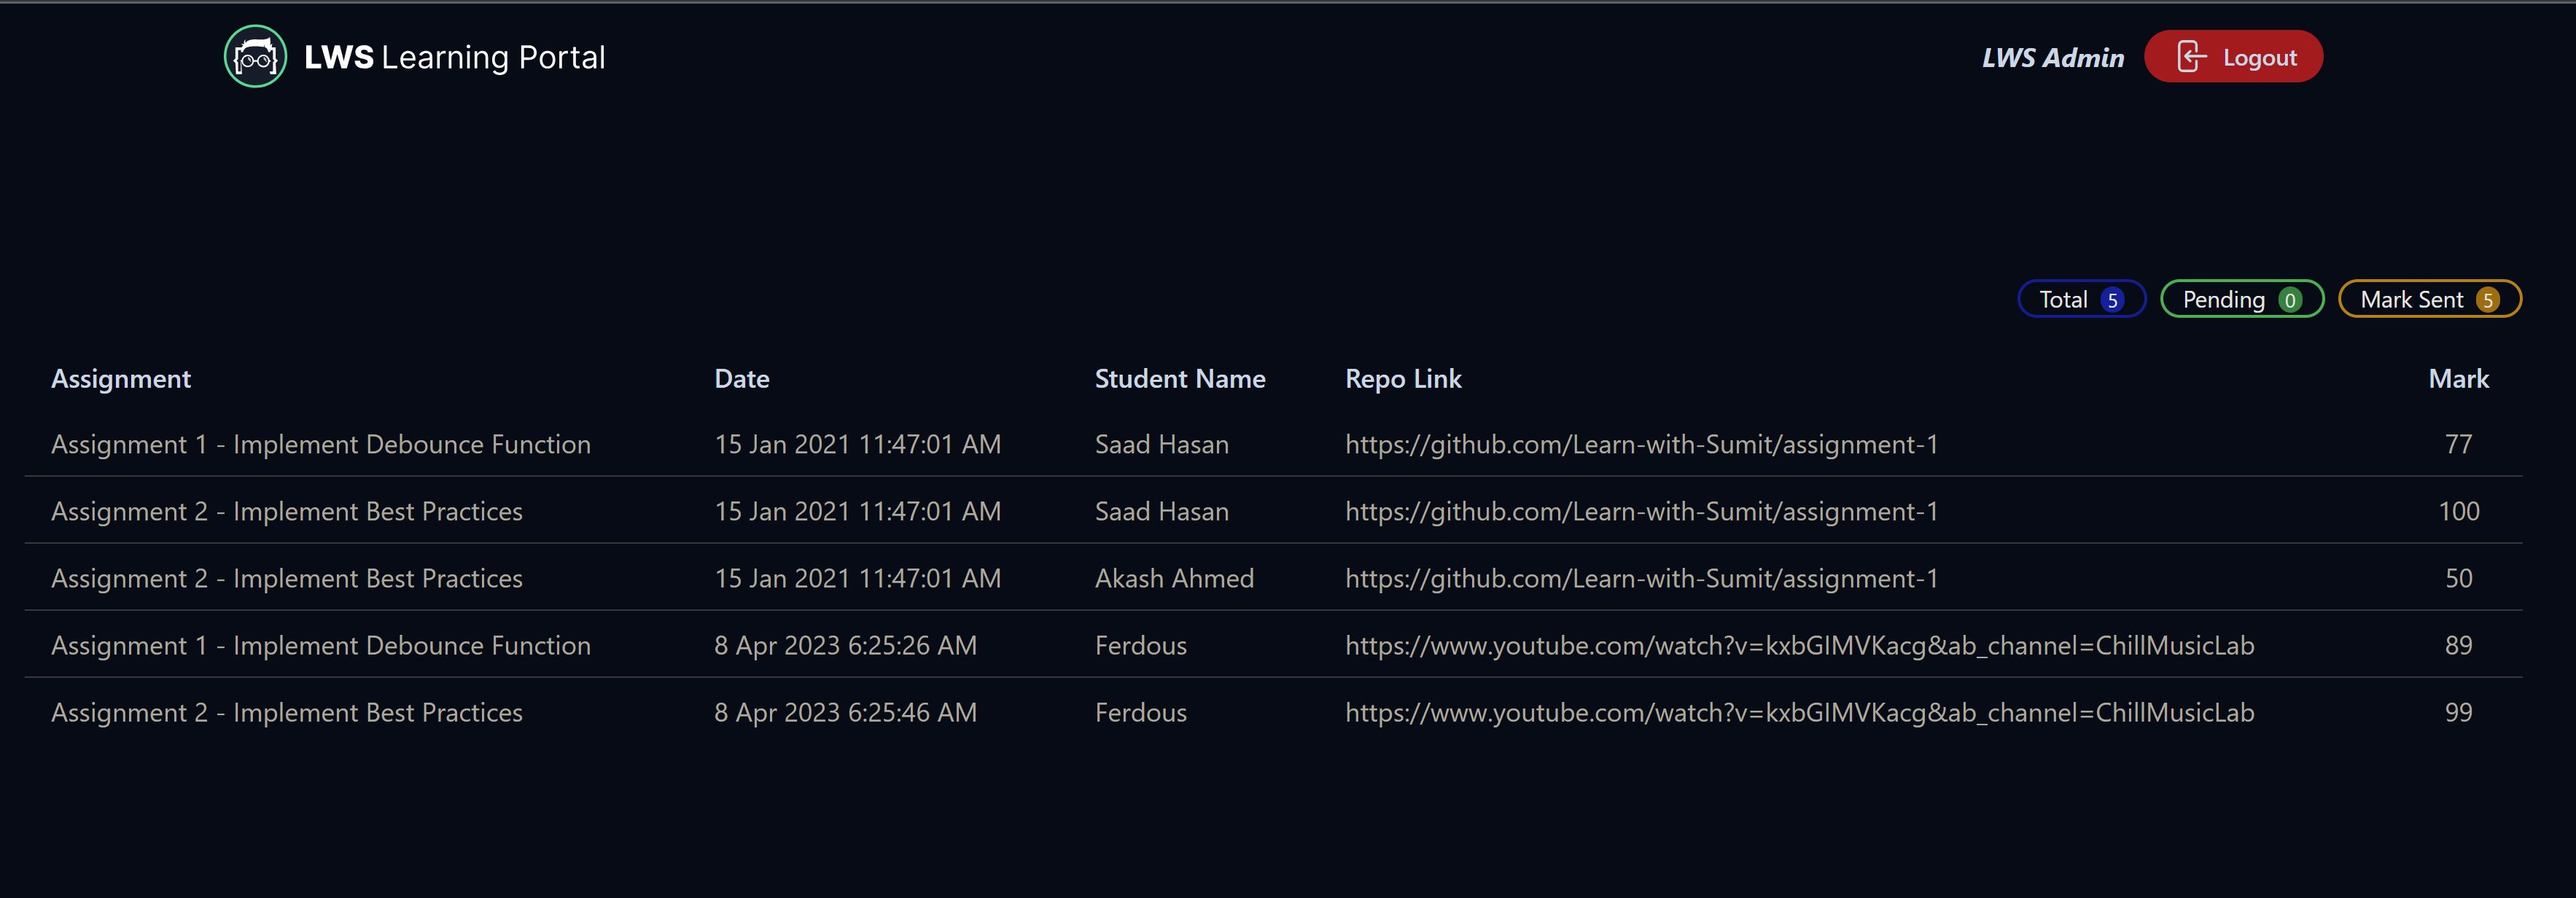 LWS Learning Portal LWS Admin Logout
Total 5 Pending 0 Mark Sent 5
Assignment Date Student Name Repo Link Mark
Assignment 1 - Implement Debounce Function 15 Jan 2021 11:47:01 AM Saad Hasan https://github.com/Learn-with-Sumit/assignment-1 77
Assignment 2 - Implement Best Practices 15 Jan 2021 11:47:01 AM Saad Hasan https://github.com/Learn-with-Sumit/assignment-1 100
Assignment 2 - Implement Best Practices 15 Jan 2021 11:47:01 AM Akash Ahmed https://github.com/Learn-with-Sumit/assignment-1 50
Assignment 1 - Implement Debounce Function 8 Apr 2023 6:25:26 AM Ferdous https://www.youtube.com/watch?v=kxbGIMVKacg&ab_channel=ChillMusicLab 89
Assignment 2 - Implement Best Practices 8 Apr 2023 6:25:46 AM Ferdous https://www.youtube.com/watch?v=kxbGIMVKacg&ab_channel=ChillMusicLab 99